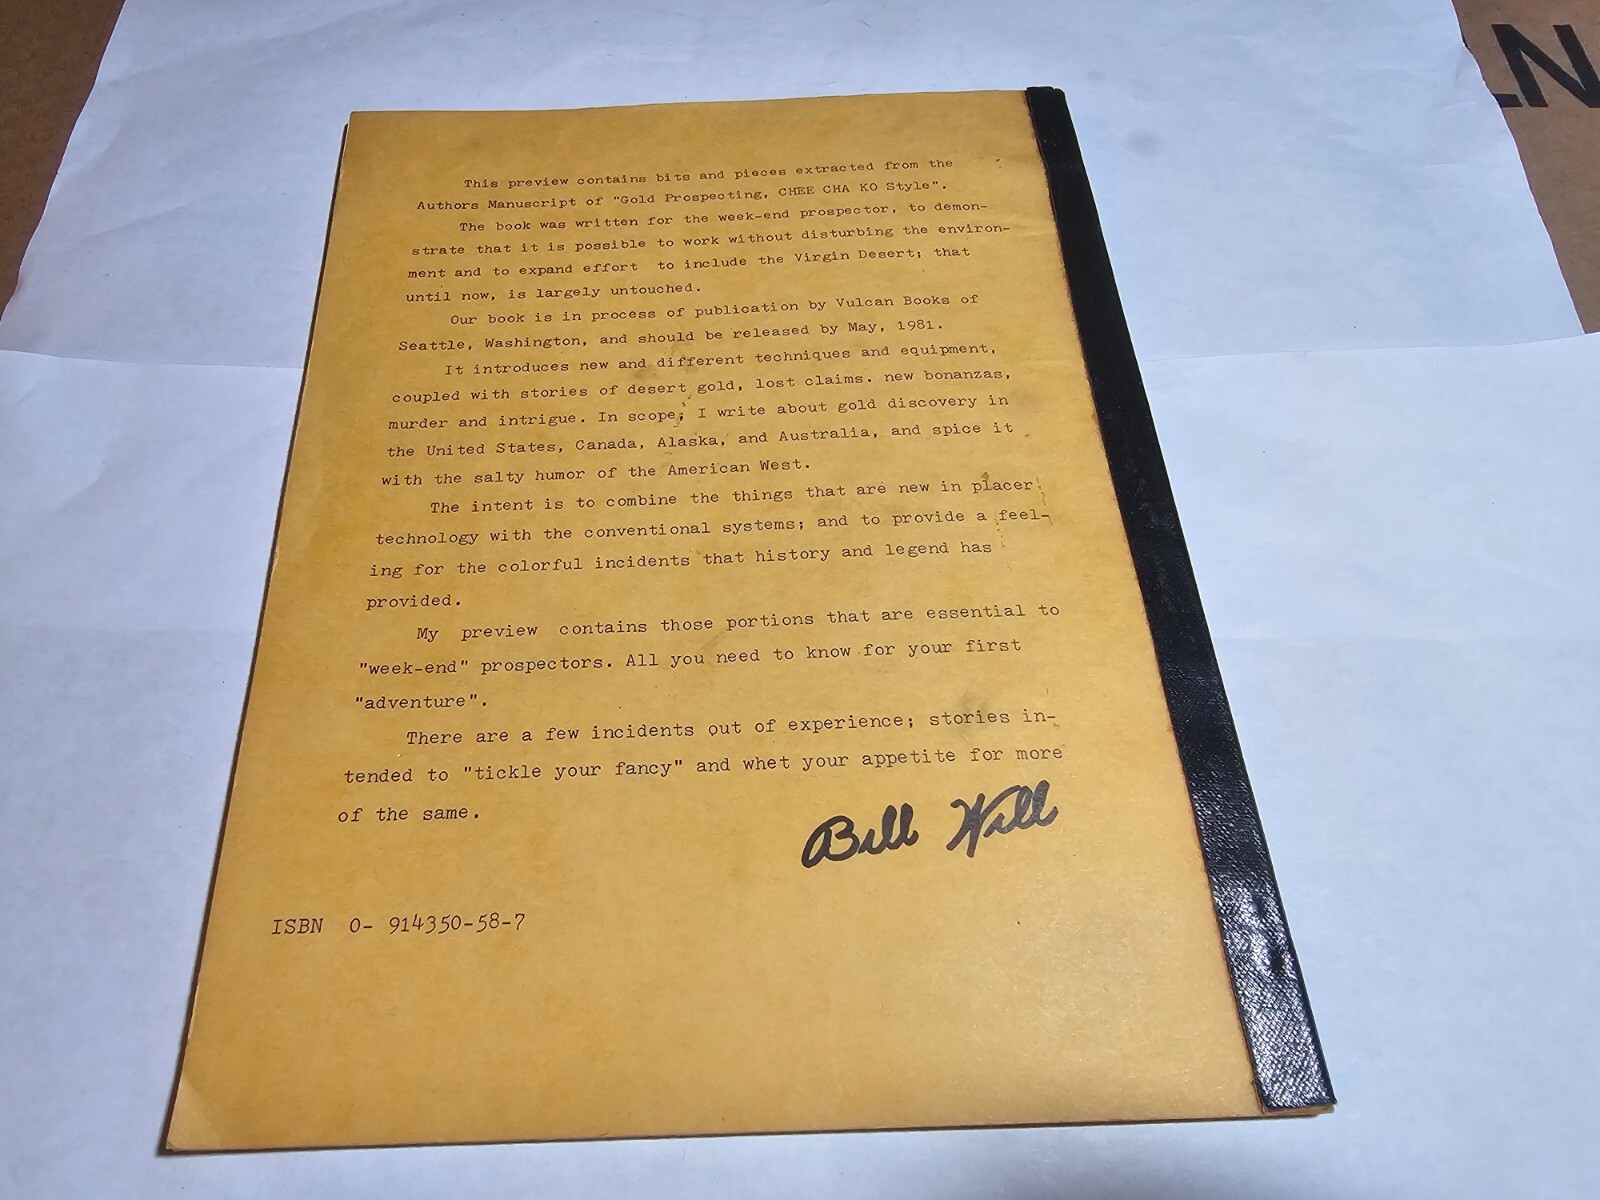 This preview contains bits and pieces extracted from the
Authors Manuscript of "Gold Prospecting, CHEE CHA KO Style".
The book was written for the week-end prospector, to demon-
strate that it is possible to work without disturbing the environ-
ment and to expand effort to include the Virgin Desert; that
until now, is largely untouched.
Our book is in process of publication by Vulcan Books of
Seattle, Washington, and should be released by May, 1981.
It introduces new and different techniques and equipment,
coupled with stories of desert gold, lost claims. new bonanzas,
murder and intrigue. In scope; I write about gold discovery in
the United States, Canada, Alaska, and Australia, and spice it
with the salty humor of the American West.
The intent is to combine the things that are new in placer
technology with the conventional systems; and to provide a feel-
ing for the colorful incidents that history and legend has
provided.
My preview contains those portions that are essential to
"week-end" prospectors. All you need to know for your first
"adventure".
There are a few incidents out of experience; stories in-
tended to "tickle your fancy" and whet your appetite for more
of the same.
Bill Will
ISBN 0- 914350-58-7
LN